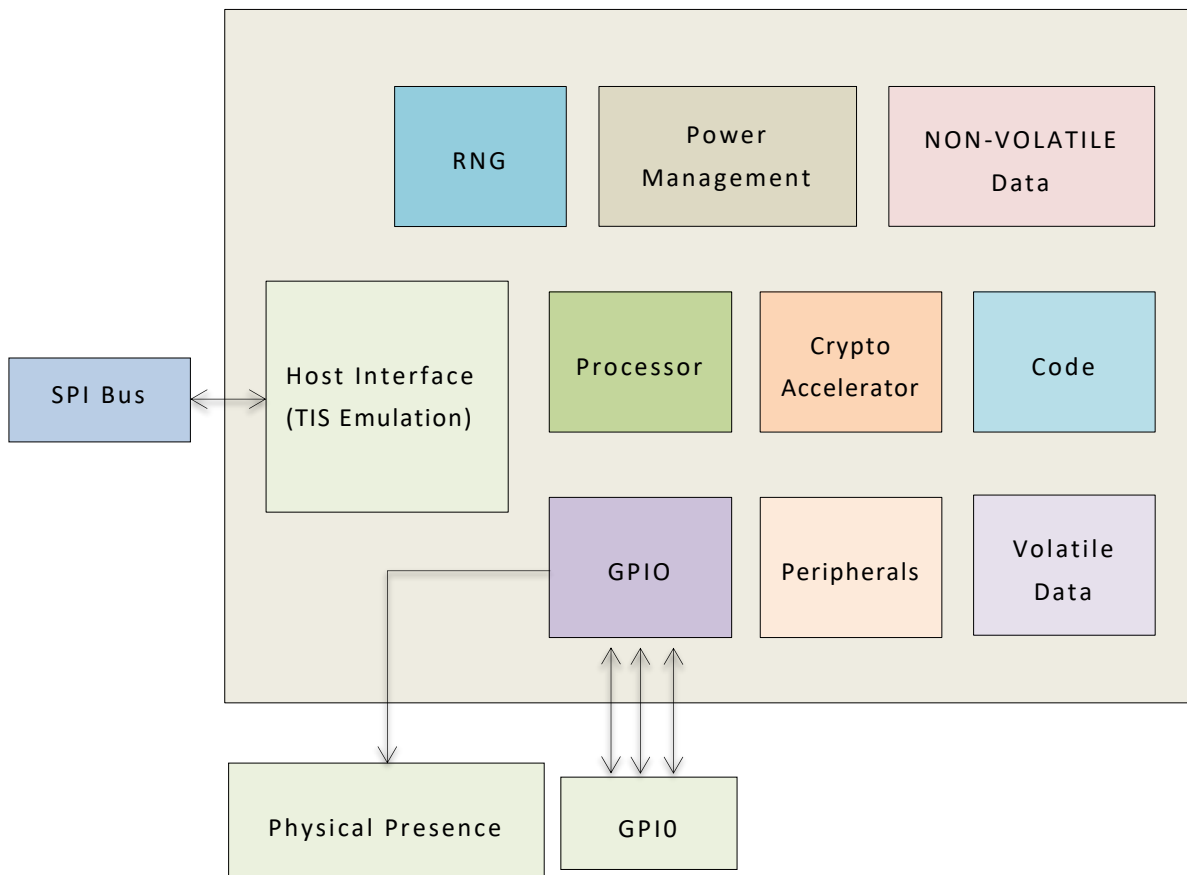 RNG
Power
Management
NON-VOLATILE
Data
SPI Bus
Host Interface
(TIS Emulation)
Processor
Crypto
Accelerator
Code
GPIO
Peripherals
Volatile
Data
Physical Presence
GPI0